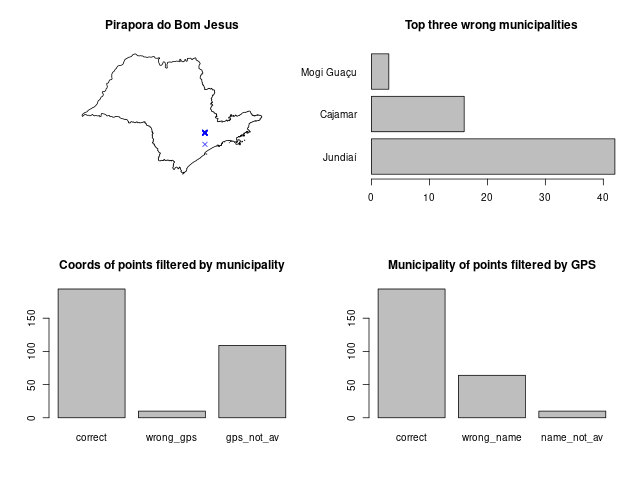 Pirapora do Bom Jesus
Top three wrong municipalities
Mogi Guaçu
Cajamar
Jundiaí
0 10 20 30 40
Coords of points filtered by municipality
150
100
50
0
correct wrong_gps gps_not_av
Municipality of points filtered by GPS
150
100
50
0
correct wrong_name name_not_av